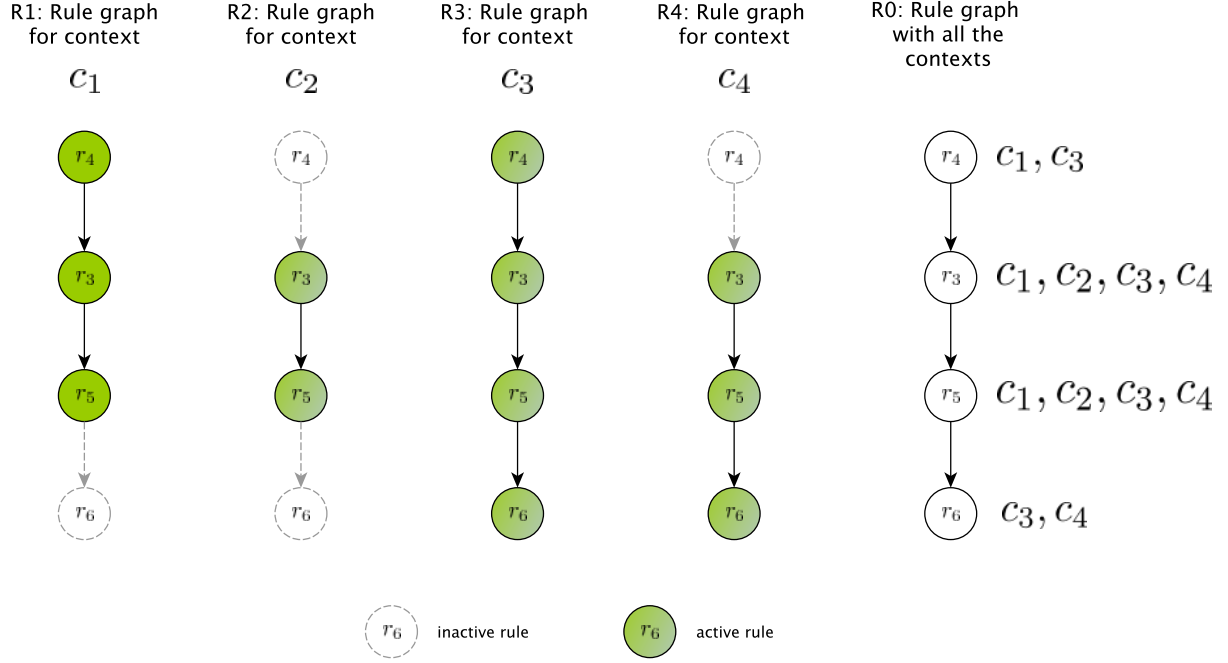 R1: Rule graph
for context
c₁
R2: Rule graph
for context
c₂
R3: Rule graph
for context
c₃
R4: Rule graph
for context
c₄
R0: Rule graph
with all the
contexts
r₄
r₄
r₄
r₄
r₄
c₁, c₃
r₃
r₃
r₃
r₃
r₃
c₁, c₂, c₃, c₄
r₅
r₅
r₅
r₅
r₅
c₁, c₂, c₃, c₄
r₆
r₆
r₆
r₆
r₆
c₃, c₄
r₆
inactive rule
r₆
active rule